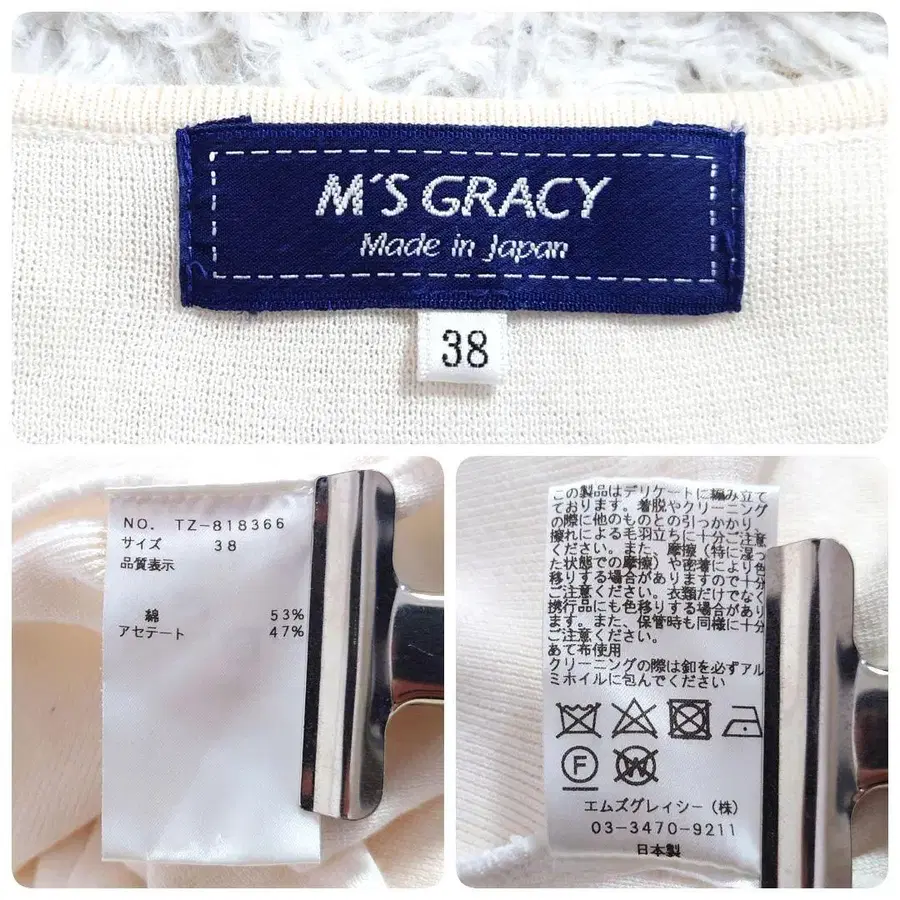 M'S GRACY
Made in Japan
38
NO. TZ-818366
サイズ 38
品質表示
綿 53%
アセテート 47%
この製品はデリケートに編み立て
ております。着脱やクリーニング
の際に他のものとの引っかかり、
擦れによる毛羽立ちに十分ご注意
ください。また、摩擦(特に湿っ
た状態での摩擦)や密着により色
移りする場合がありますので十分
ご注意ください。衣類だけでなく
携行品にも色移りする場合があり
ます。また、保管時も同様に十分
ご注意ください。
あて布使用
クリーニングの際は釦を必ずアル
ミホイルに包んでください
F
W
エムズグレイシー(株)
03-3470-9211
日本製